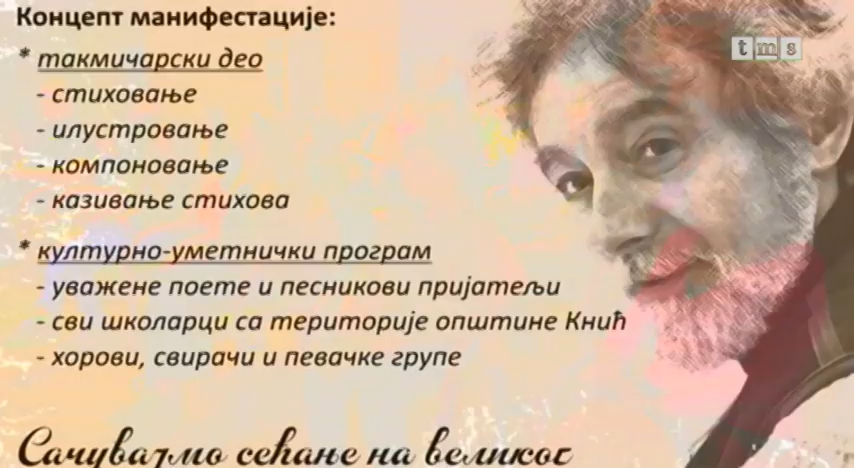 Концепт манифестације:
* такмичарски део
- стиховање
- илустровање
- компоновање
- казивање стихова
* културно-уметнички програм
- уважене поете и песникови пријатељи
- сви школарци са територије општине Кнић
- хорови, свирачи и певачке групе
Сачувајмо сећање на великог
tms